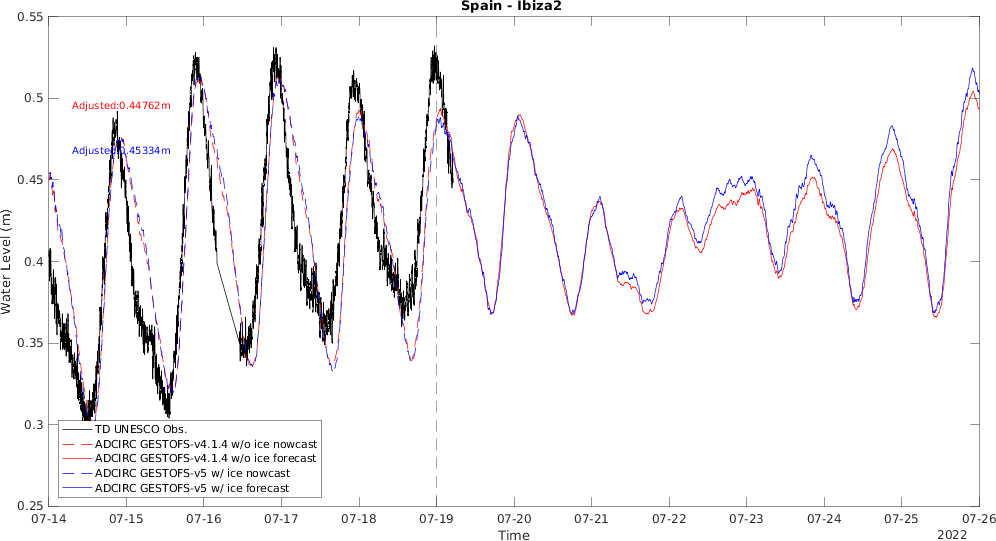 Spain - Ibiza2
0.55
0.5
0.45
0.4
0.35
0.3
0.25
Water Level (m)
Adjusted:0.44762m
Adjusted:0.45334m
TD UNESCO Obs.
ADCIRC GESTOFS-v4.1.4 w/o ice nowcast
ADCIRC GESTOFS-v4.1.4 w/o ice forecast
ADCIRC GESTOFS-v5 w/ ice nowcast
ADCIRC GESTOFS-v5 w/ ice forecast
07-14 07-15 07-16 07-17 07-18 07-19 07-20 07-21 07-22 07-23 07-24 07-25 07-26
Time
2022